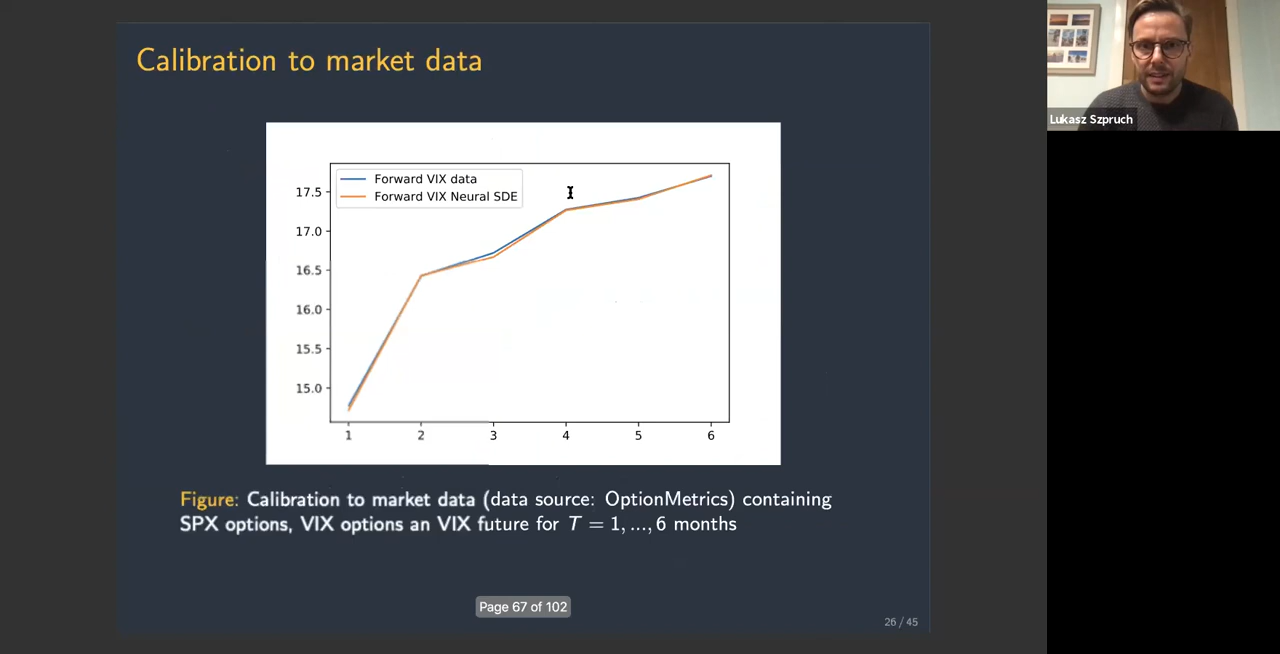 Calibration to market data
Lukasz Szpruch
Forward VIX data
Forward VIX Neural SDE
17.5
17.0
16.5
16.0
15.5
15.0
1 2 3 4 5 6
Figure: Calibration to market data (data source: OptionMetrics) containing
SPX options, VIX options an VIX future for T = 1, ..., 6 months
Page 67 of 102
26 / 45